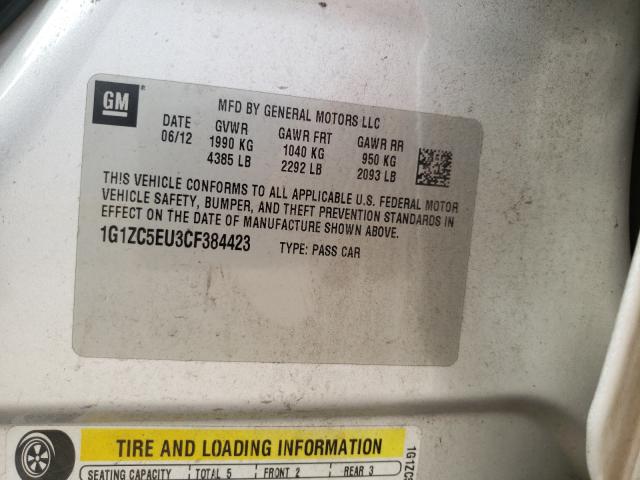 GM
MFD BY GENERAL MOTORS LLC
DATE GVWR GAWR FRT GAWR RR
06/12 1990 KG 1040 KG 950 KG
4385 LB 2292 LB 2093 LB
THIS VEHICLE CONFORMS TO ALL APPLICABLE U.S. FEDERAL MOTOR
VEHICLE SAFETY, BUMPER, AND THEFT PREVENTION STANDARDS IN
EFFECT ON THE DATE OF MANUFACTURE SHOWN ABOVE.
1G1ZC5EU3CF384423 TYPE: PASS CAR
TIRE AND LOADING INFORMATION
SEATING CAPACITY TOTAL 5 FRONT 2 REAR 3
1G1ZC5